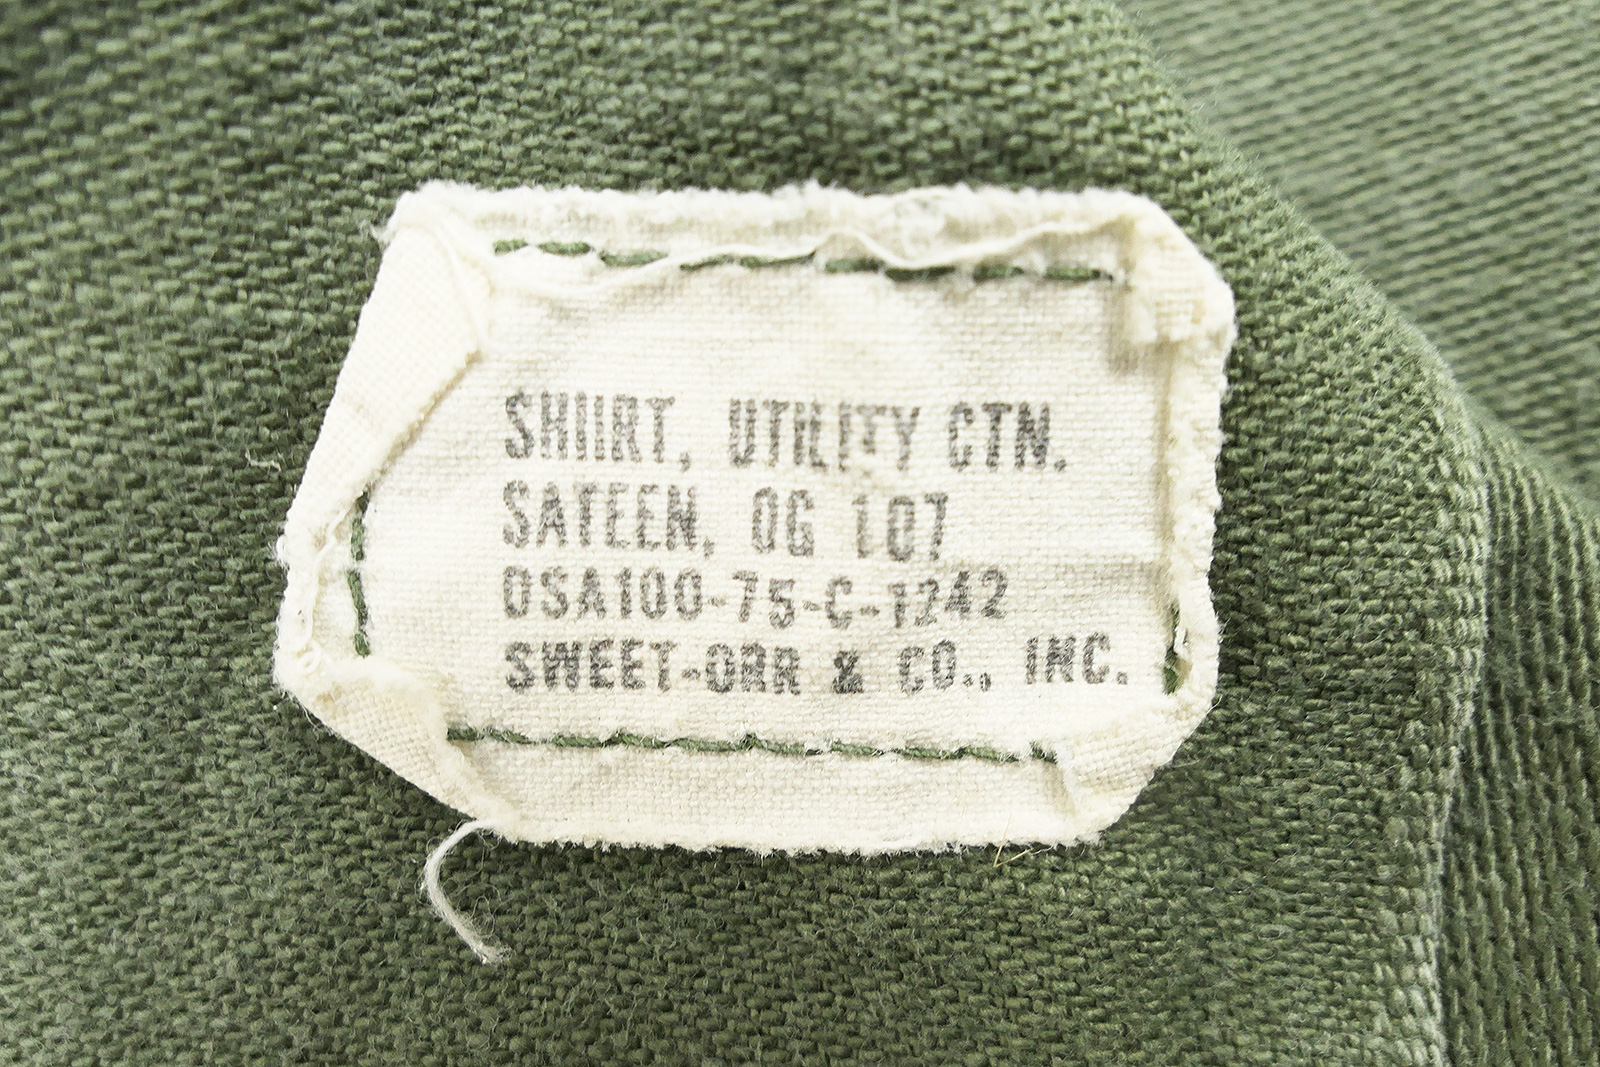 SHIRT, UTILITY CTN.
SATEEN, OG 107
DSA100-75-C-1242
SWEET-ORR & CO., INC.